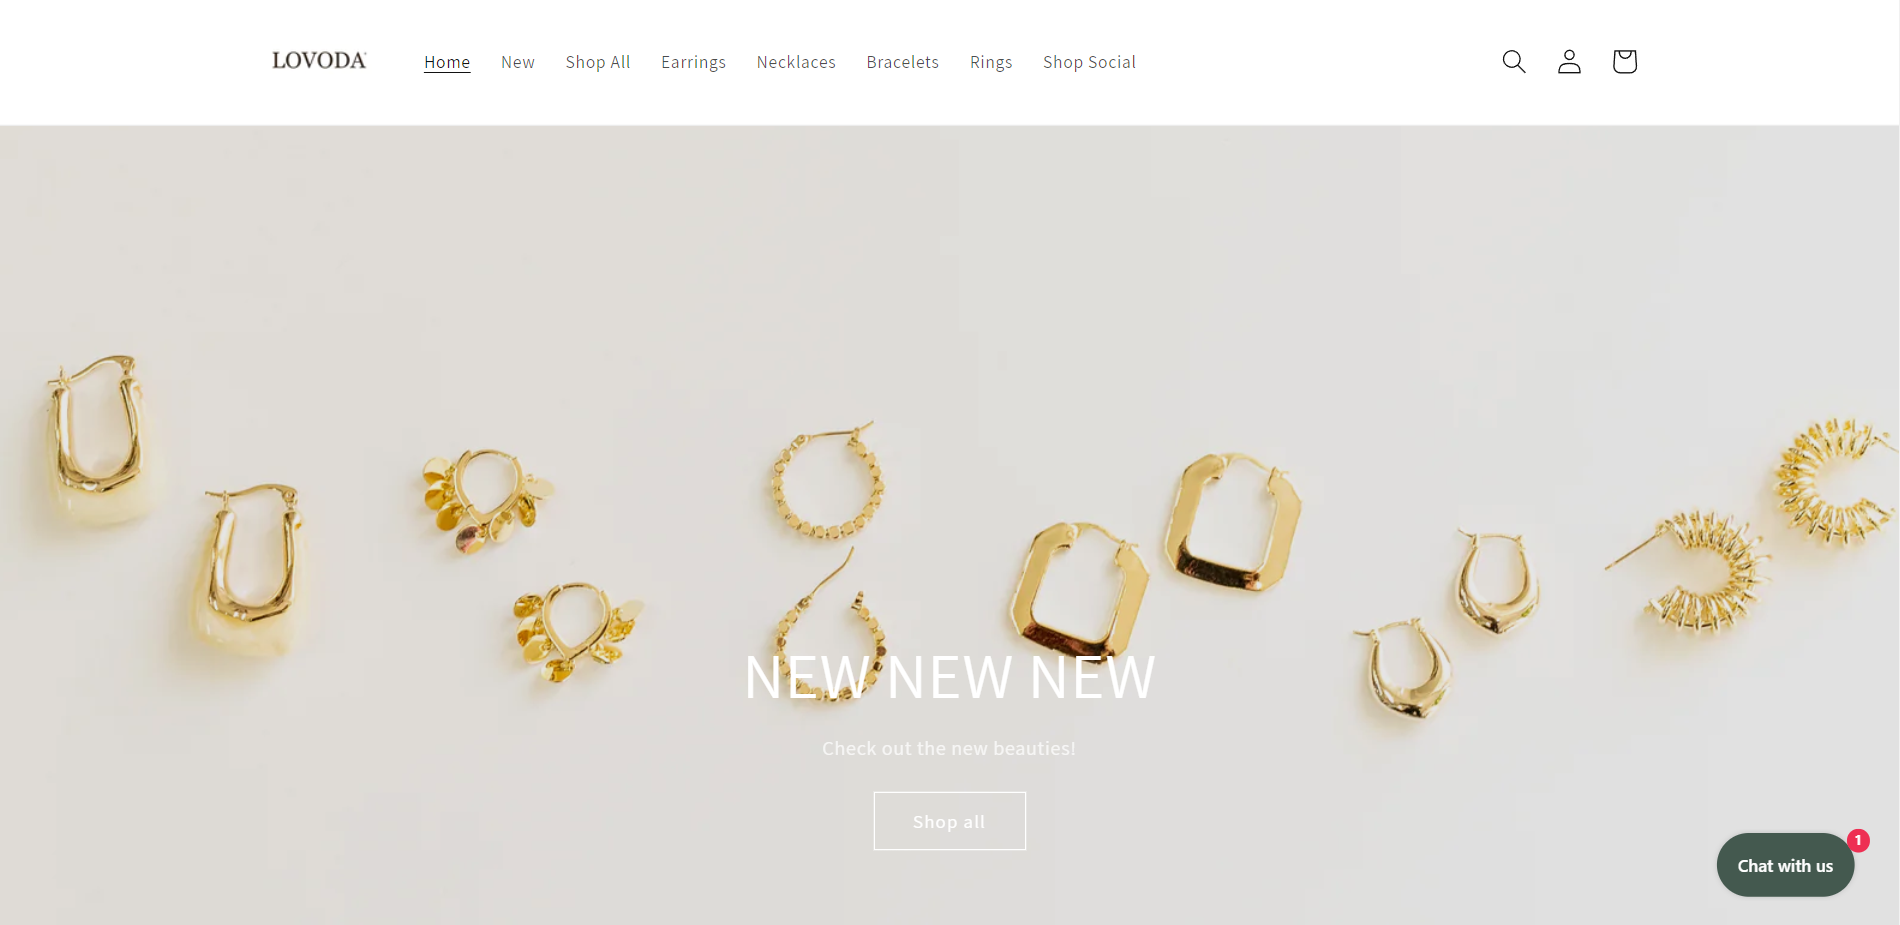 LOVODA
Home New Shop All Earrings Necklaces Bracelets Rings Shop Social
NEW NEW NEW
Check out the new beauties!
Shop all
1
Chat with us